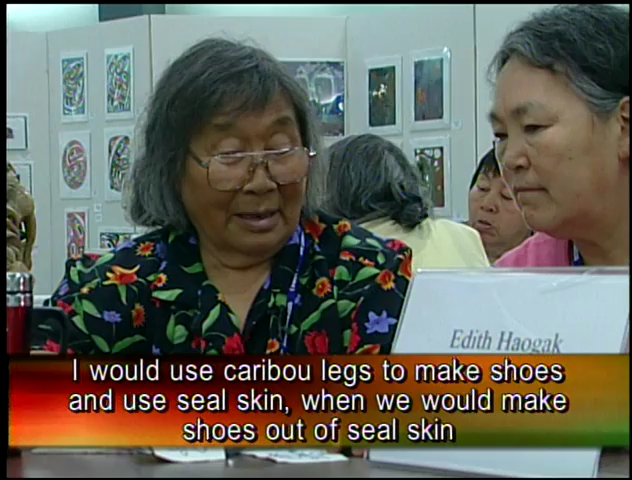 Edith Haogak
I would use caribou legs to make shoes
and use seal skin, when we would make
shoes out of seal skin